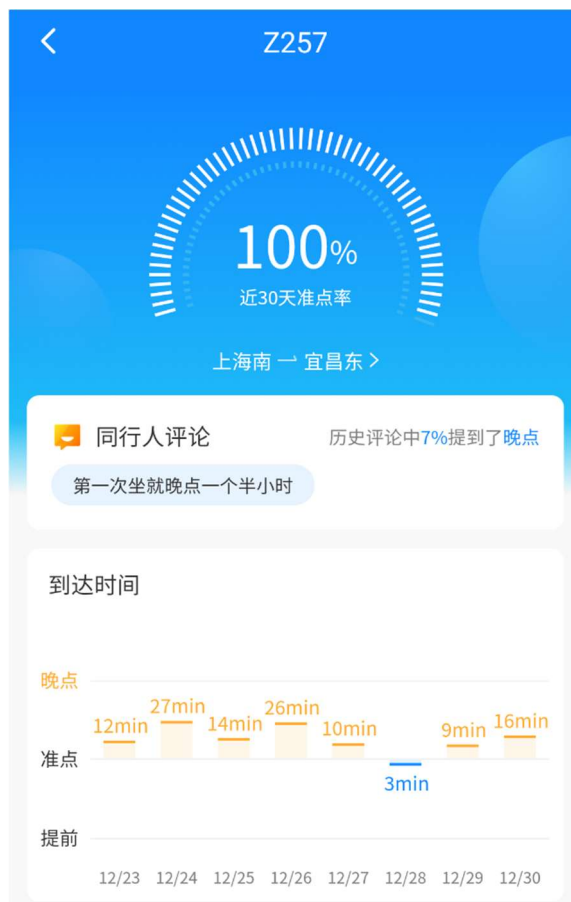 Z257
100%
近30天准点率
上海南 → 宜昌东 >
同行人评论
历史评论中7%提到了晚点
第一次坐就晚点一个半小时
到达时间
晚点
27min
26min
12min
14min
10min
9min
16min
准点
3min
提前
12/23 12/24 12/25 12/26 12/27 12/28 12/29 12/30